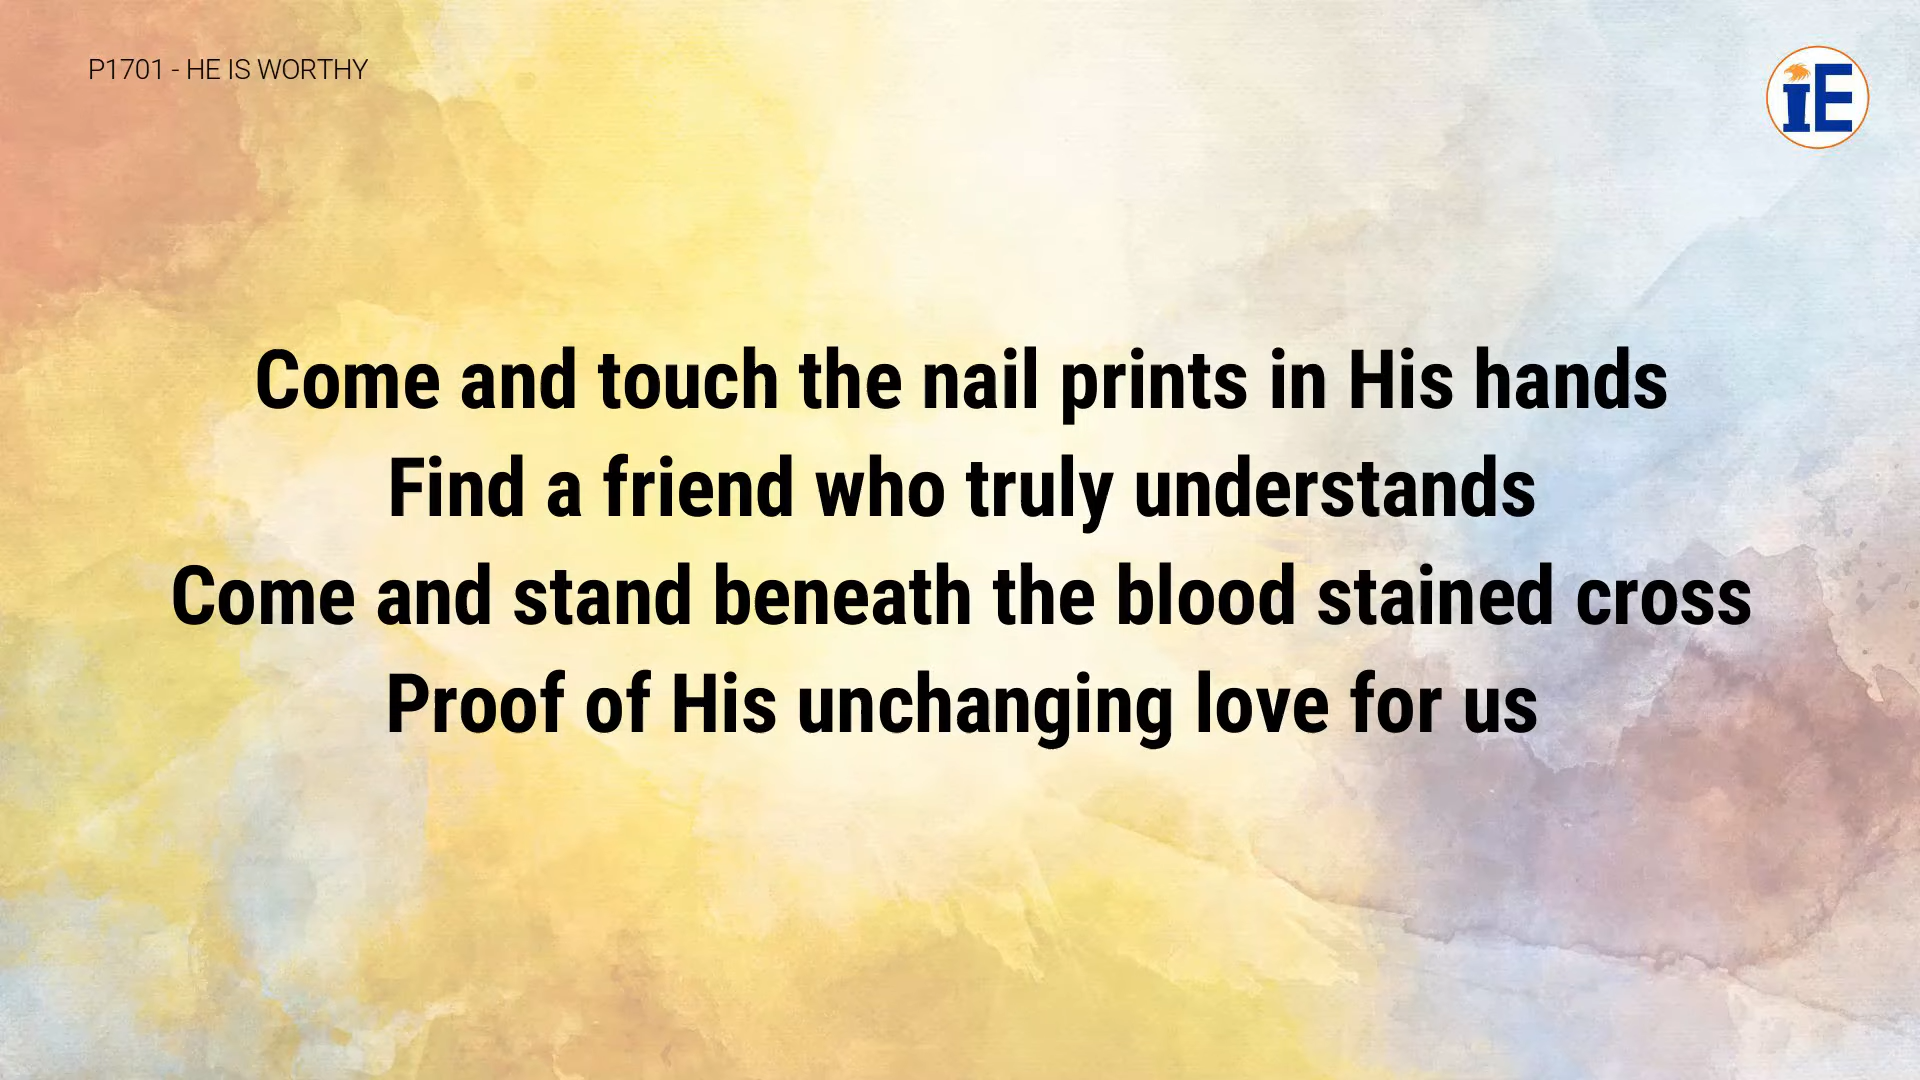 P1701 - HE IS WORTHY
iE
Come and touch the nail prints in His hands
Find a friend who truly understands
Come and stand beneath the blood stained cross
Proof of His unchanging love for us